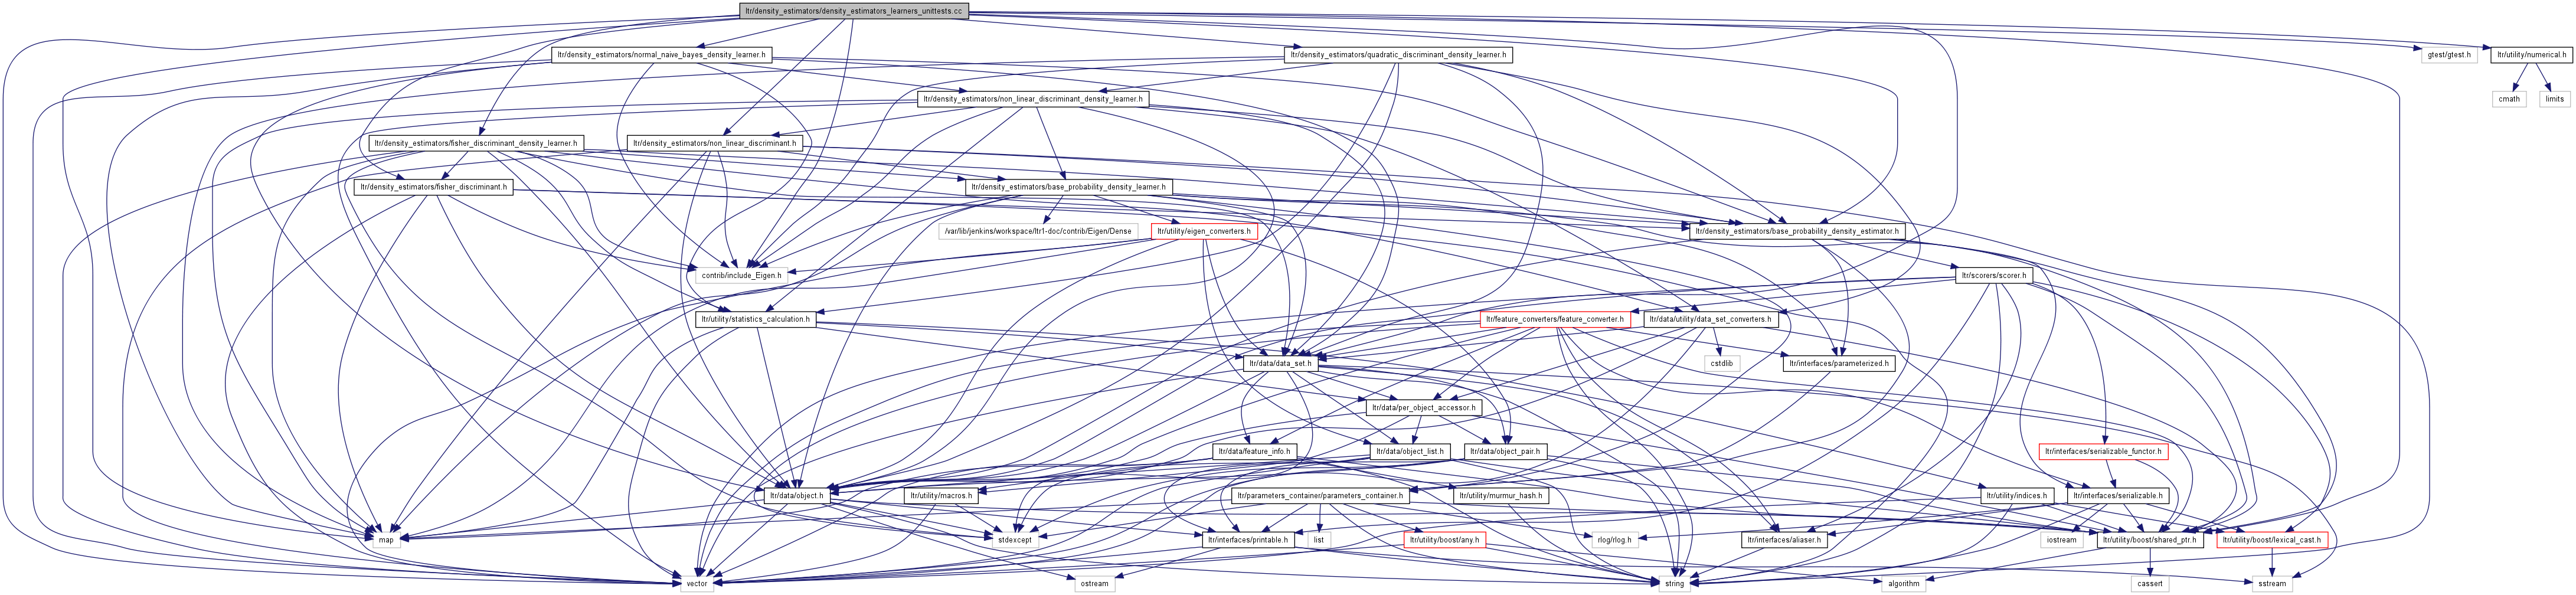 ltr/density_estimators/density_estimators_learners_unittests.cc
ltr/density_estimators/normal_naive_bayes_density_learner.h
ltr/density_estimators/quadratic_discriminant_density_learner.h
gtest/gtest.h
ltr/utility/numerical.h
ltr/density_estimators/non_linear_discriminant_density_learner.h
cmath
limits
ltr/density_estimators/fisher_discriminant_density_learner.h
ltr/density_estimators/non_linear_discriminant.h
ltr/density_estimators/fisher_discriminant.h
ltr/density_estimators/base_probability_density_learner.h
/var/lib/jenkins/workspace/ltr1-doc/contrib/Eigen/Dense
ltr/utility/eigen_converters.h
ltr/density_estimators/base_probability_density_estimator.h
contrib/include_Eigen.h
ltr/scorers/scorer.h
ltr/utility/statistics_calculation.h
ltr/feature_converters/feature_converter.h
ltr/data/utility/data_set_converters.h
ltr/data/data_set.h
cstdlib
ltr/interfaces/parameterized.h
ltr/data/per_object_accessor.h
ltr/data/feature_info.h
ltr/data/object_list.h
ltr/data/object_pair.h
ltr/interfaces/serializable_functor.h
ltr/data/object.h
ltr/utility/macros.h
ltr/parameters_container/parameters_container.h
ltr/utility/murmur_hash.h
ltr/utility/indices.h
ltr/interfaces/serializable.h
map
stdexcept
ltr/interfaces/printable.h
list
ltr/utility/boost/any.h
rlog/rlog.h
ltr/interfaces/aliaser.h
iostream
ltr/utility/boost/shared_ptr.h
ltr/utility/boost/lexical_cast.h
vector
ostream
string
algorithm
cassert
sstream